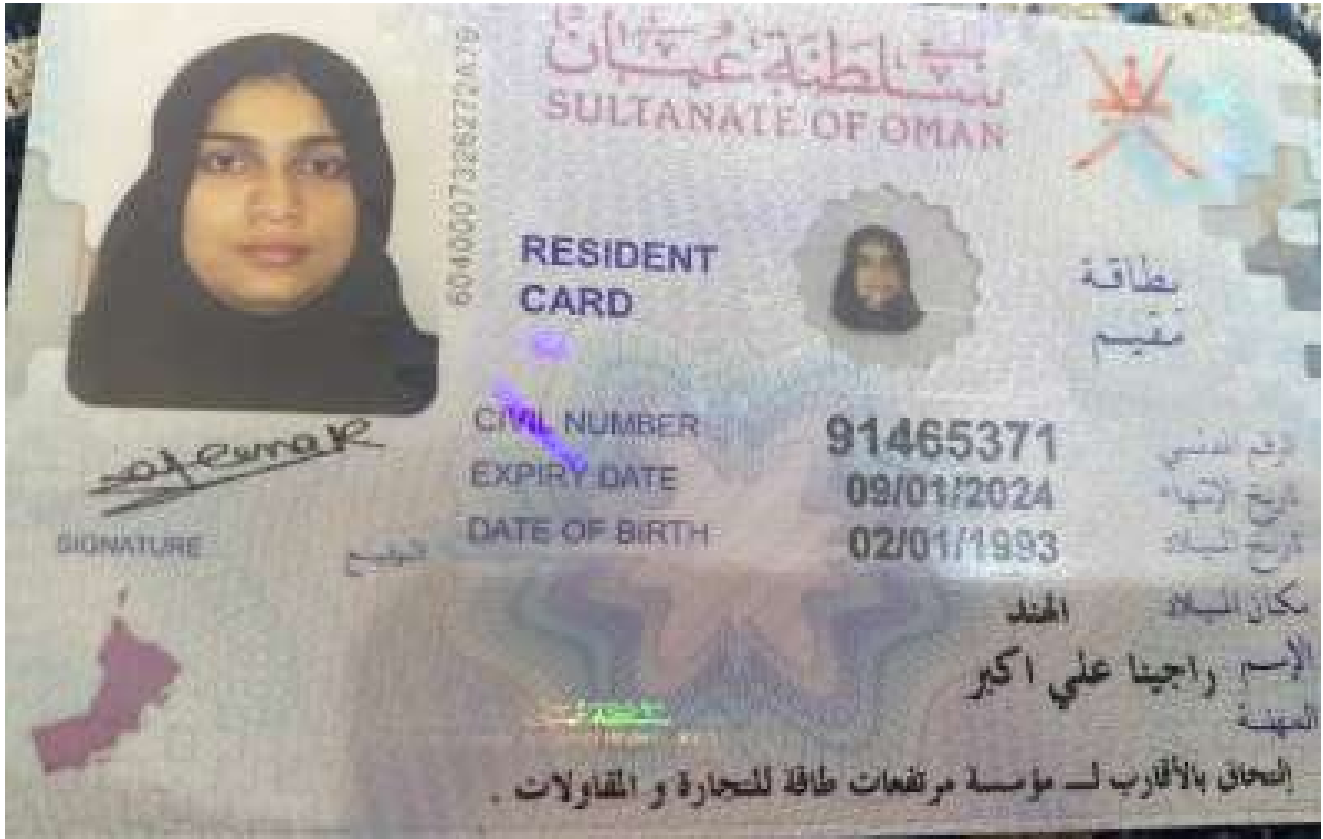 سلطنة عمان
SULTANATE OF OMAN
RESIDENT CARD
بطاقة مقيم
CIVIL NUMBER 91465371 الرقم المدني
EXPIRY DATE 09/01/2024 تاريخ الإنتهاء
DATE OF BIRTH 02/01/1993 تاريخ الميلاد
SIGNATURE التوقيع
مكان الميلاد الهند
الإسم راجينا علي اكبر
المهنة
إلتحاق بالأقارب لـ مؤسسة مرتفعات طاقة للتجارة و المقاولات .